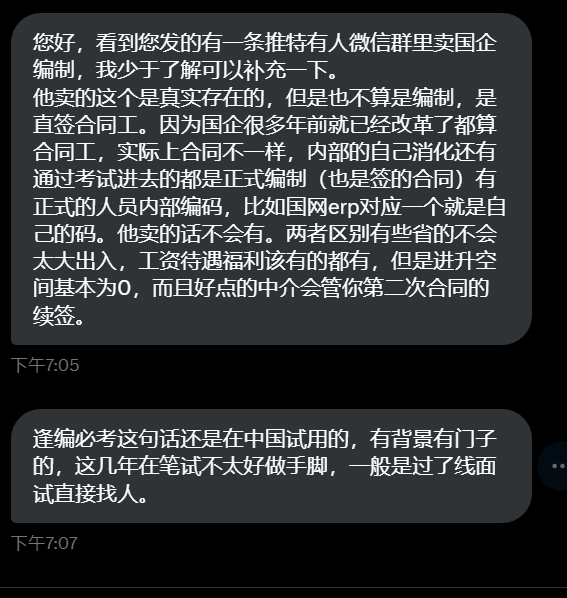 您好，看到您发的有一条推特有人微信群里卖国企
编制，我少于了解可以补充一下。
他卖的这个是真实存在的，但是也不算是编制，是
直签合同工。因为国企很多年前就已经改革了都算
合同工，实际上合同不一样，内部的自己消化还有
通过考试进去的都是正式编制（也是签的合同）有
正式的人员内部编码，比如国网erp对应一个就是自
己的码。他卖的话不会有。两者区别有些省的不会
太大出入，工资待遇福利该有的都有，但是进升空
间基本为0，而且好点的中介会管你第二次合同的
续签。
下午7:05
逢编必考这句话还是在中国试用的，有背景有门子
的，这几年在笔试不太好做手脚，一般是过了线面
试直接找人。
下午7:07